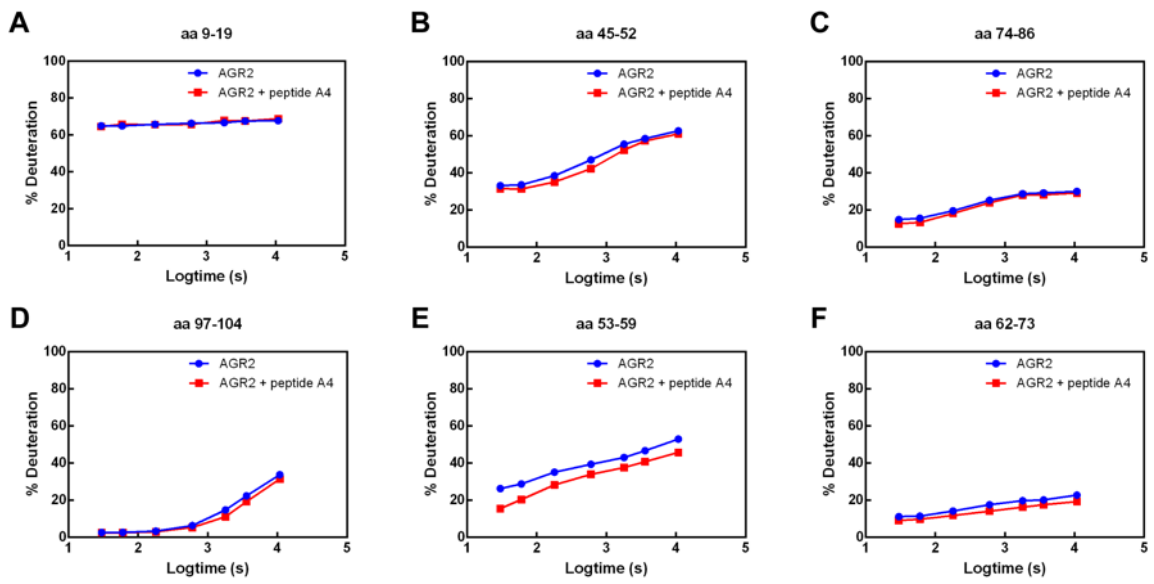 A
aa 9-19
100
80
60
40
20
0
% Deuteration
AGR2
AGR2 + peptide A4
1 2 3 4 5
Logtime (s)
B
aa 45-52
100
80
60
40
20
0
% Deuteration
AGR2
AGR2 + peptide A4
1 2 3 4 5
Logtime (s)
C
aa 74-86
100
80
60
40
20
0
% Deuteration
AGR2
AGR2 + peptide A4
1 2 3 4 5
Logtime (s)
D
aa 97-104
100
80
60
40
20
0
% Deuteration
AGR2
AGR2 + peptide A4
1 2 3 4 5
Logtime (s)
E
aa 53-59
100
80
60
40
20
0
% Deuteration
AGR2
AGR2 + peptide A4
1 2 3 4 5
Logtime (s)
F
aa 62-73
100
80
60
40
20
0
% Deuteration
AGR2
AGR2 + peptide A4
1 2 3 4 5
Logtime (s)